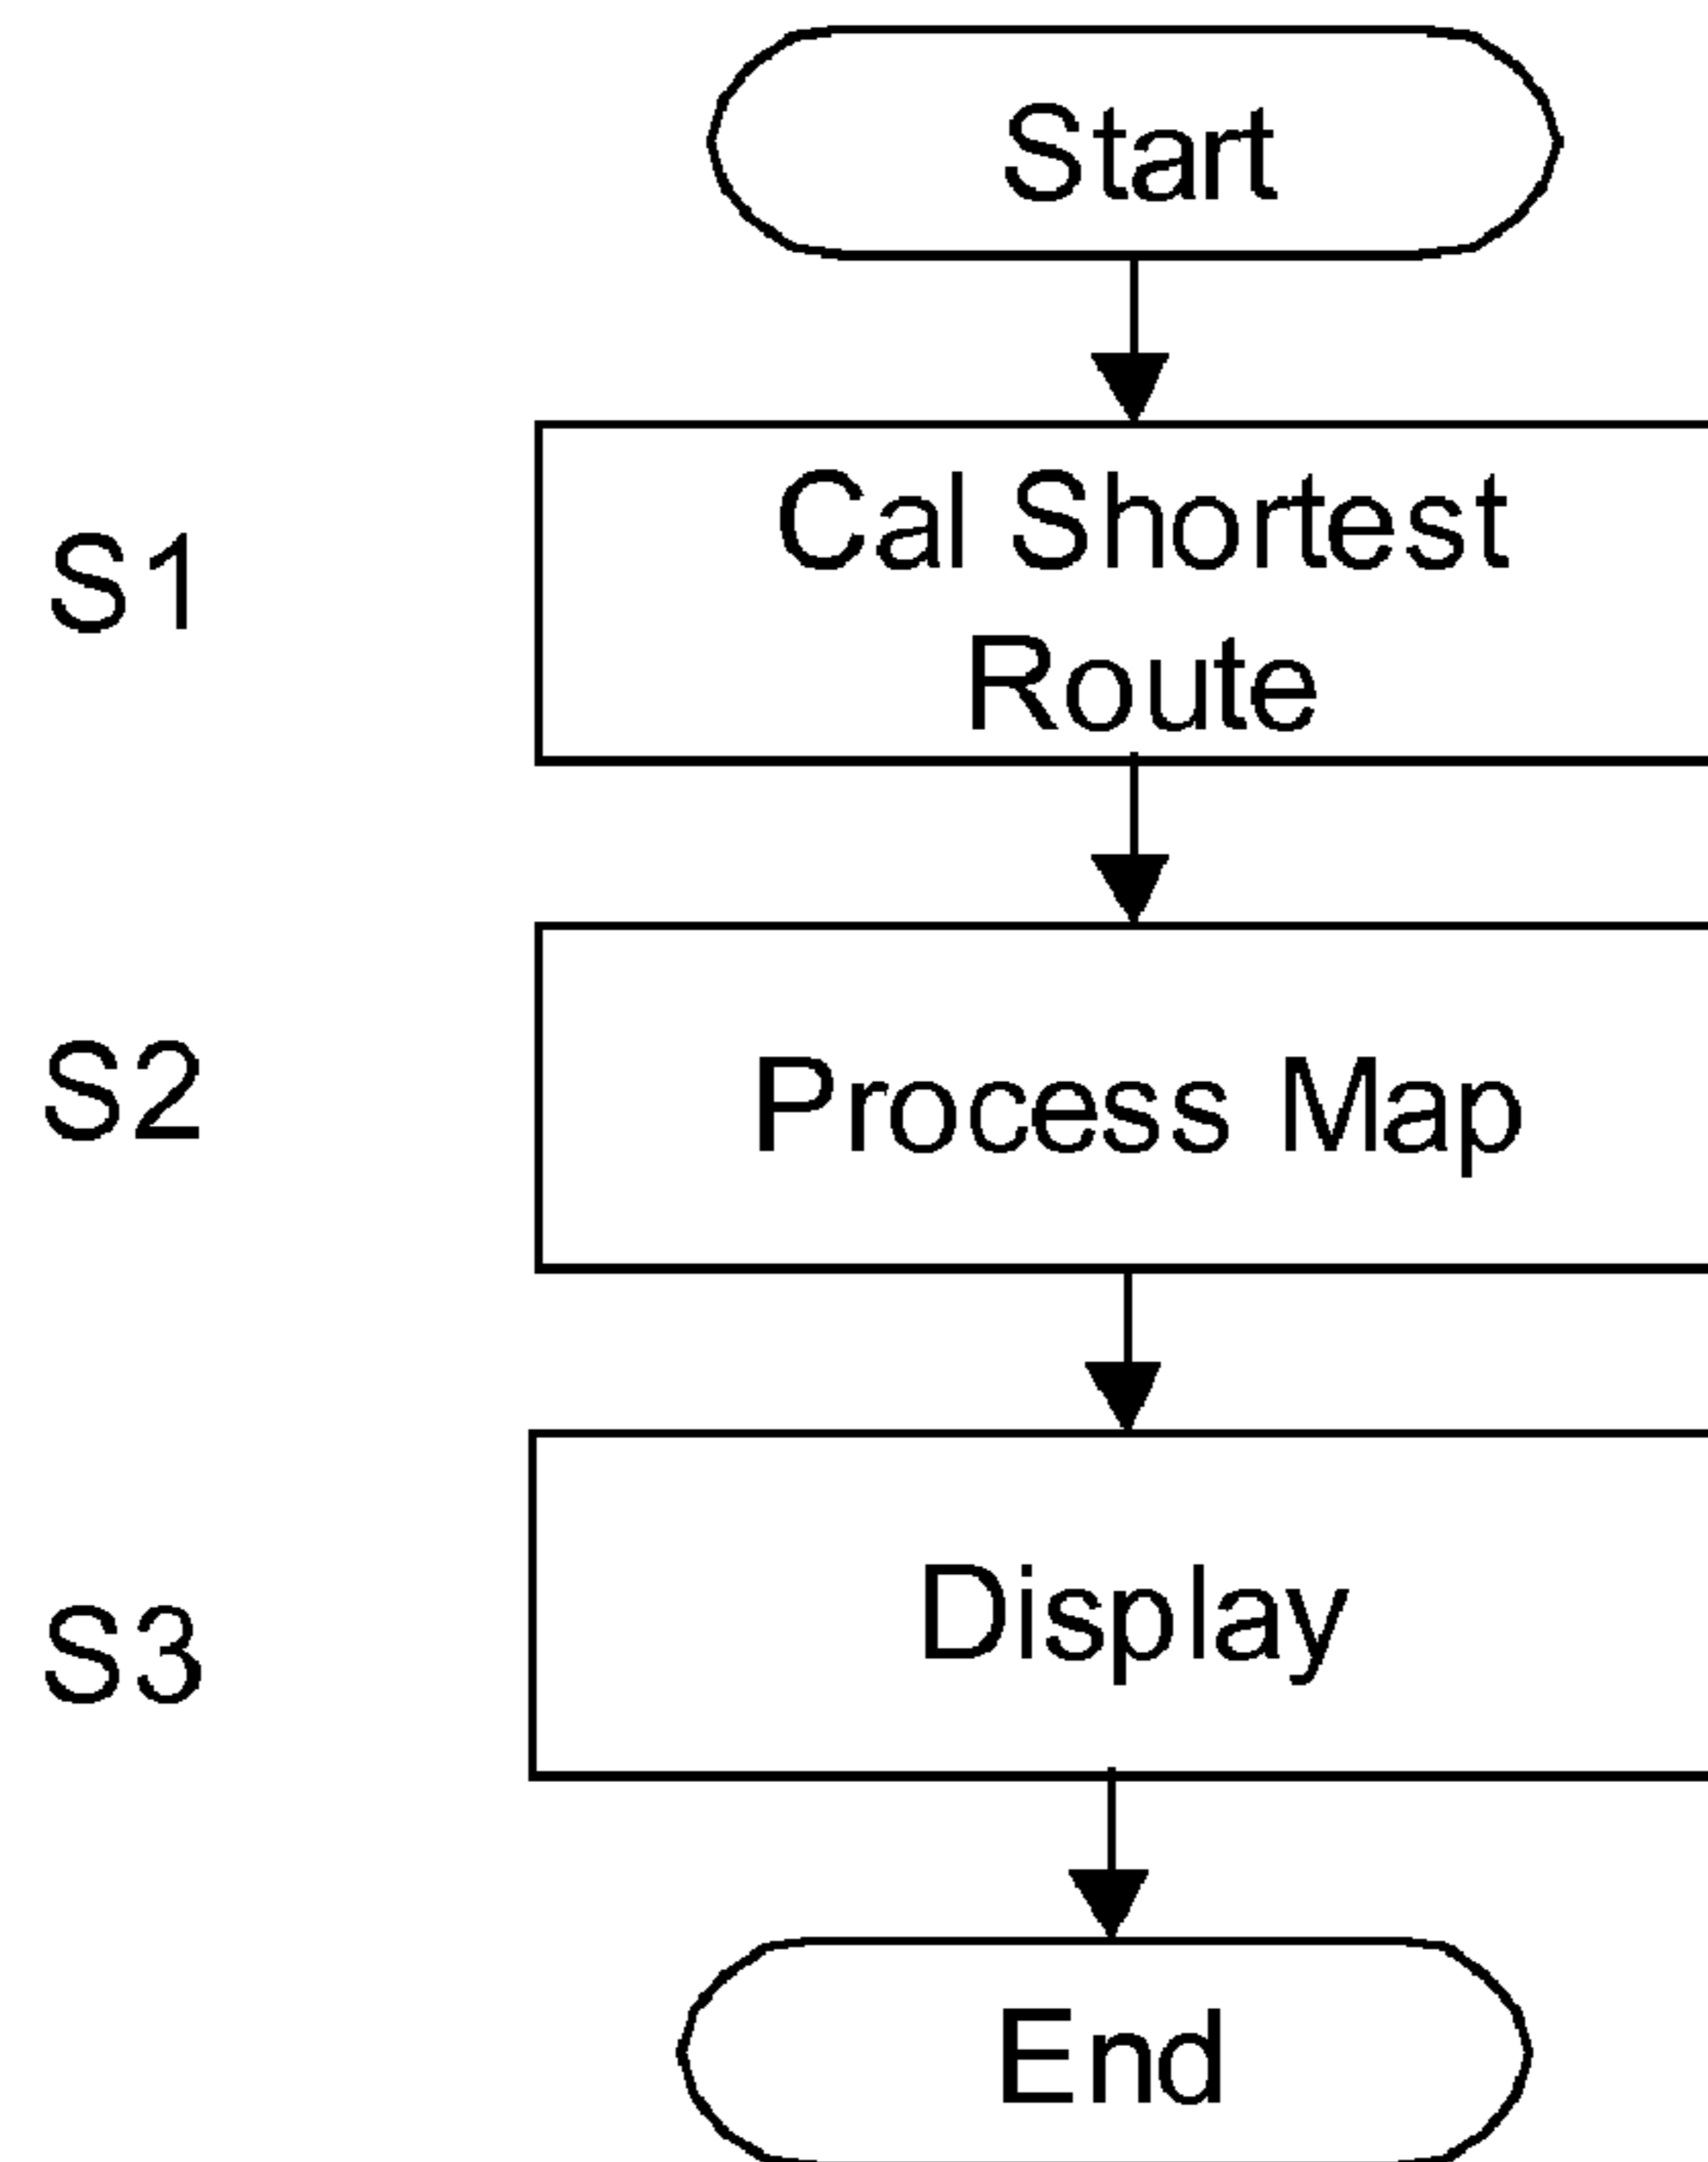 Start
S1
Cal Shortest
Route
S2
Process Map
S3
Display
End